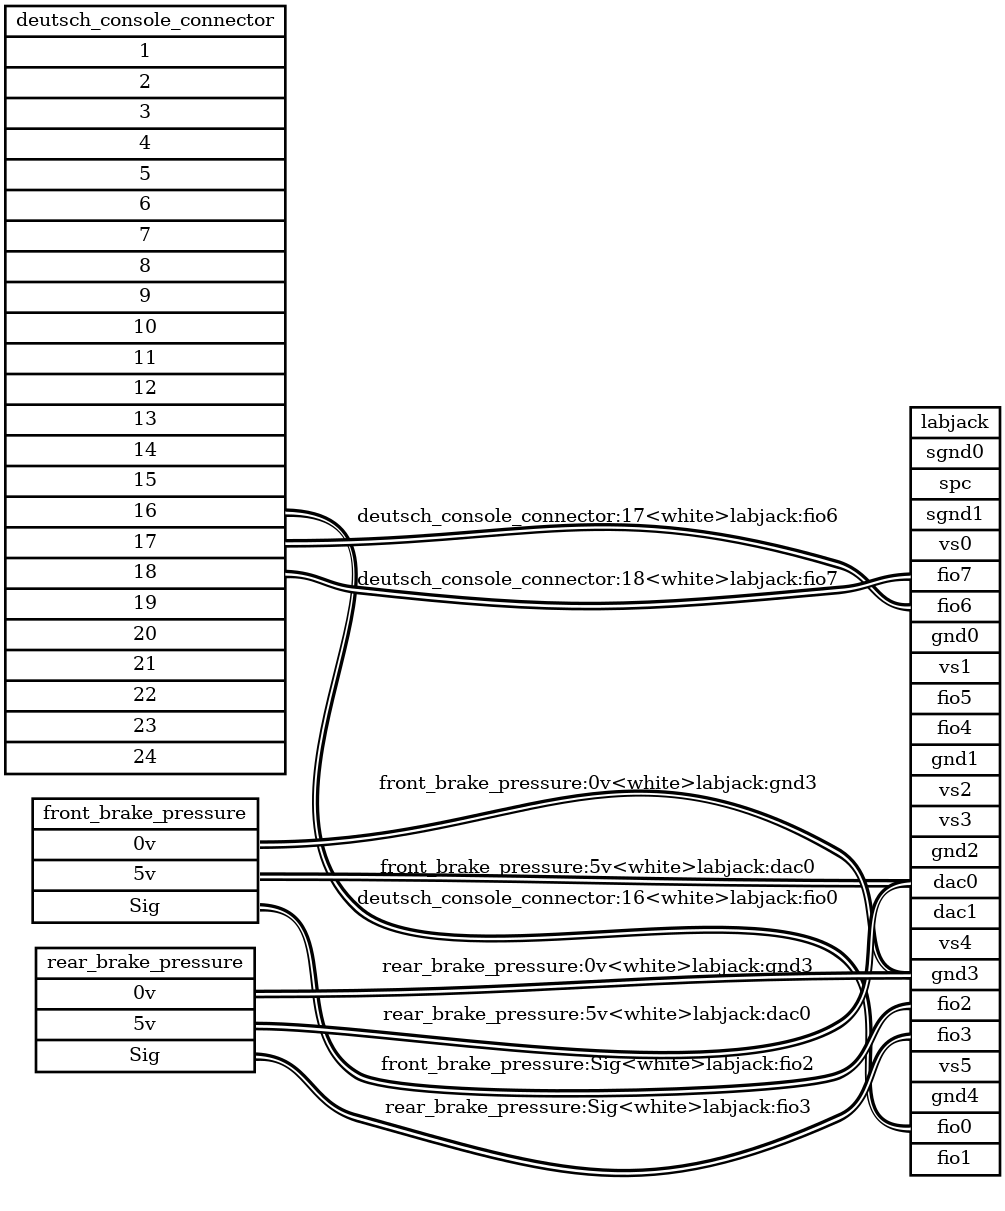 deutsch_console_connector
1
2
3
4
5
6
7
8
9
10
11
12
13
14
15
16
17
18
19
20
21
22
23
24
front_brake_pressure
0v
5v
Sig
rear_brake_pressure
0v
5v
Sig
deutsch_console_connector:17<white>labjack:fio6
deutsch_console_connector:18<white>labjack:fio7
front_brake_pressure:0v<white>labjack:gnd3
front_brake_pressure:5v<white>labjack:dac0
deutsch_console_connector:16<white>labjack:fio0
rear_brake_pressure:0v<white>labjack:gnd3
rear_brake_pressure:5v<white>labjack:dac0
front_brake_pressure:Sig<white>labjack:fio2
rear_brake_pressure:Sig<white>labjack:fio3
labjack
sgnd0
spc
sgnd1
vs0
fio7
fio6
gnd0
vs1
fio5
fio4
gnd1
vs2
vs3
gnd2
dac0
dac1
vs4
gnd3
fio2
fio3
vs5
gnd4
fio0
fio1